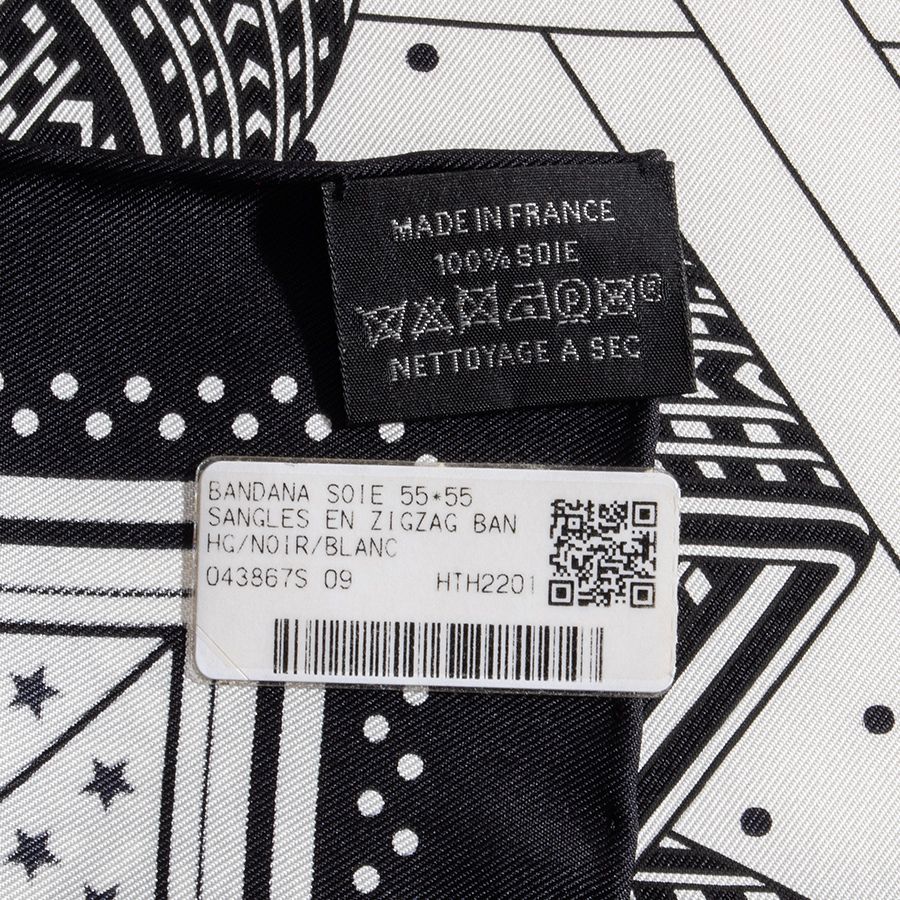 MADE IN FRANCE
100% SOIE
P F
NETTOYAGE A SEC
BANDANA SOIE 55*55
SANGLES EN ZIGZAG BAN
HG/NOIR/BLANC
043867S 09 HTH2201